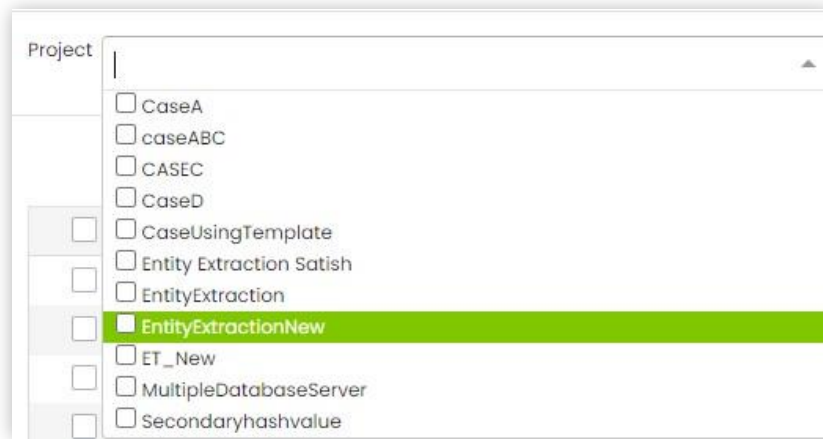 Project
CaseA
caseABC
CASEC
CaseD
CaseUsingTemplate
Entity Extraction Satish
EntityExtraction
EntityExtractionNew
ET_New
MultipleDatabaseServer
Secondaryhashvalue